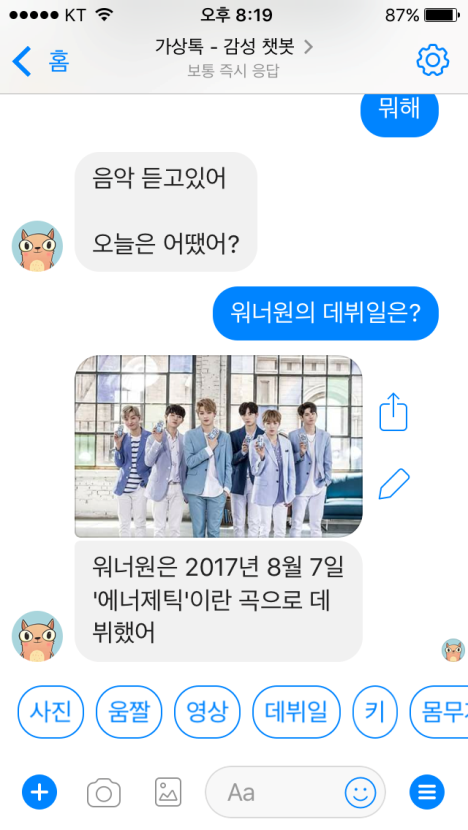 KT 오후 8:19 87%
홈 가상톡 - 감성 챗봇
보통 즉시 응답
뭐해
음악 듣고있어
오늘은 어땠어?
워너원의 데뷔일은?
워너원은 2017년 8월 7일
'에너제틱'이란 곡으로 데
뷔했어
사진 움짤 영상 데뷔일 키 몸무
Aa